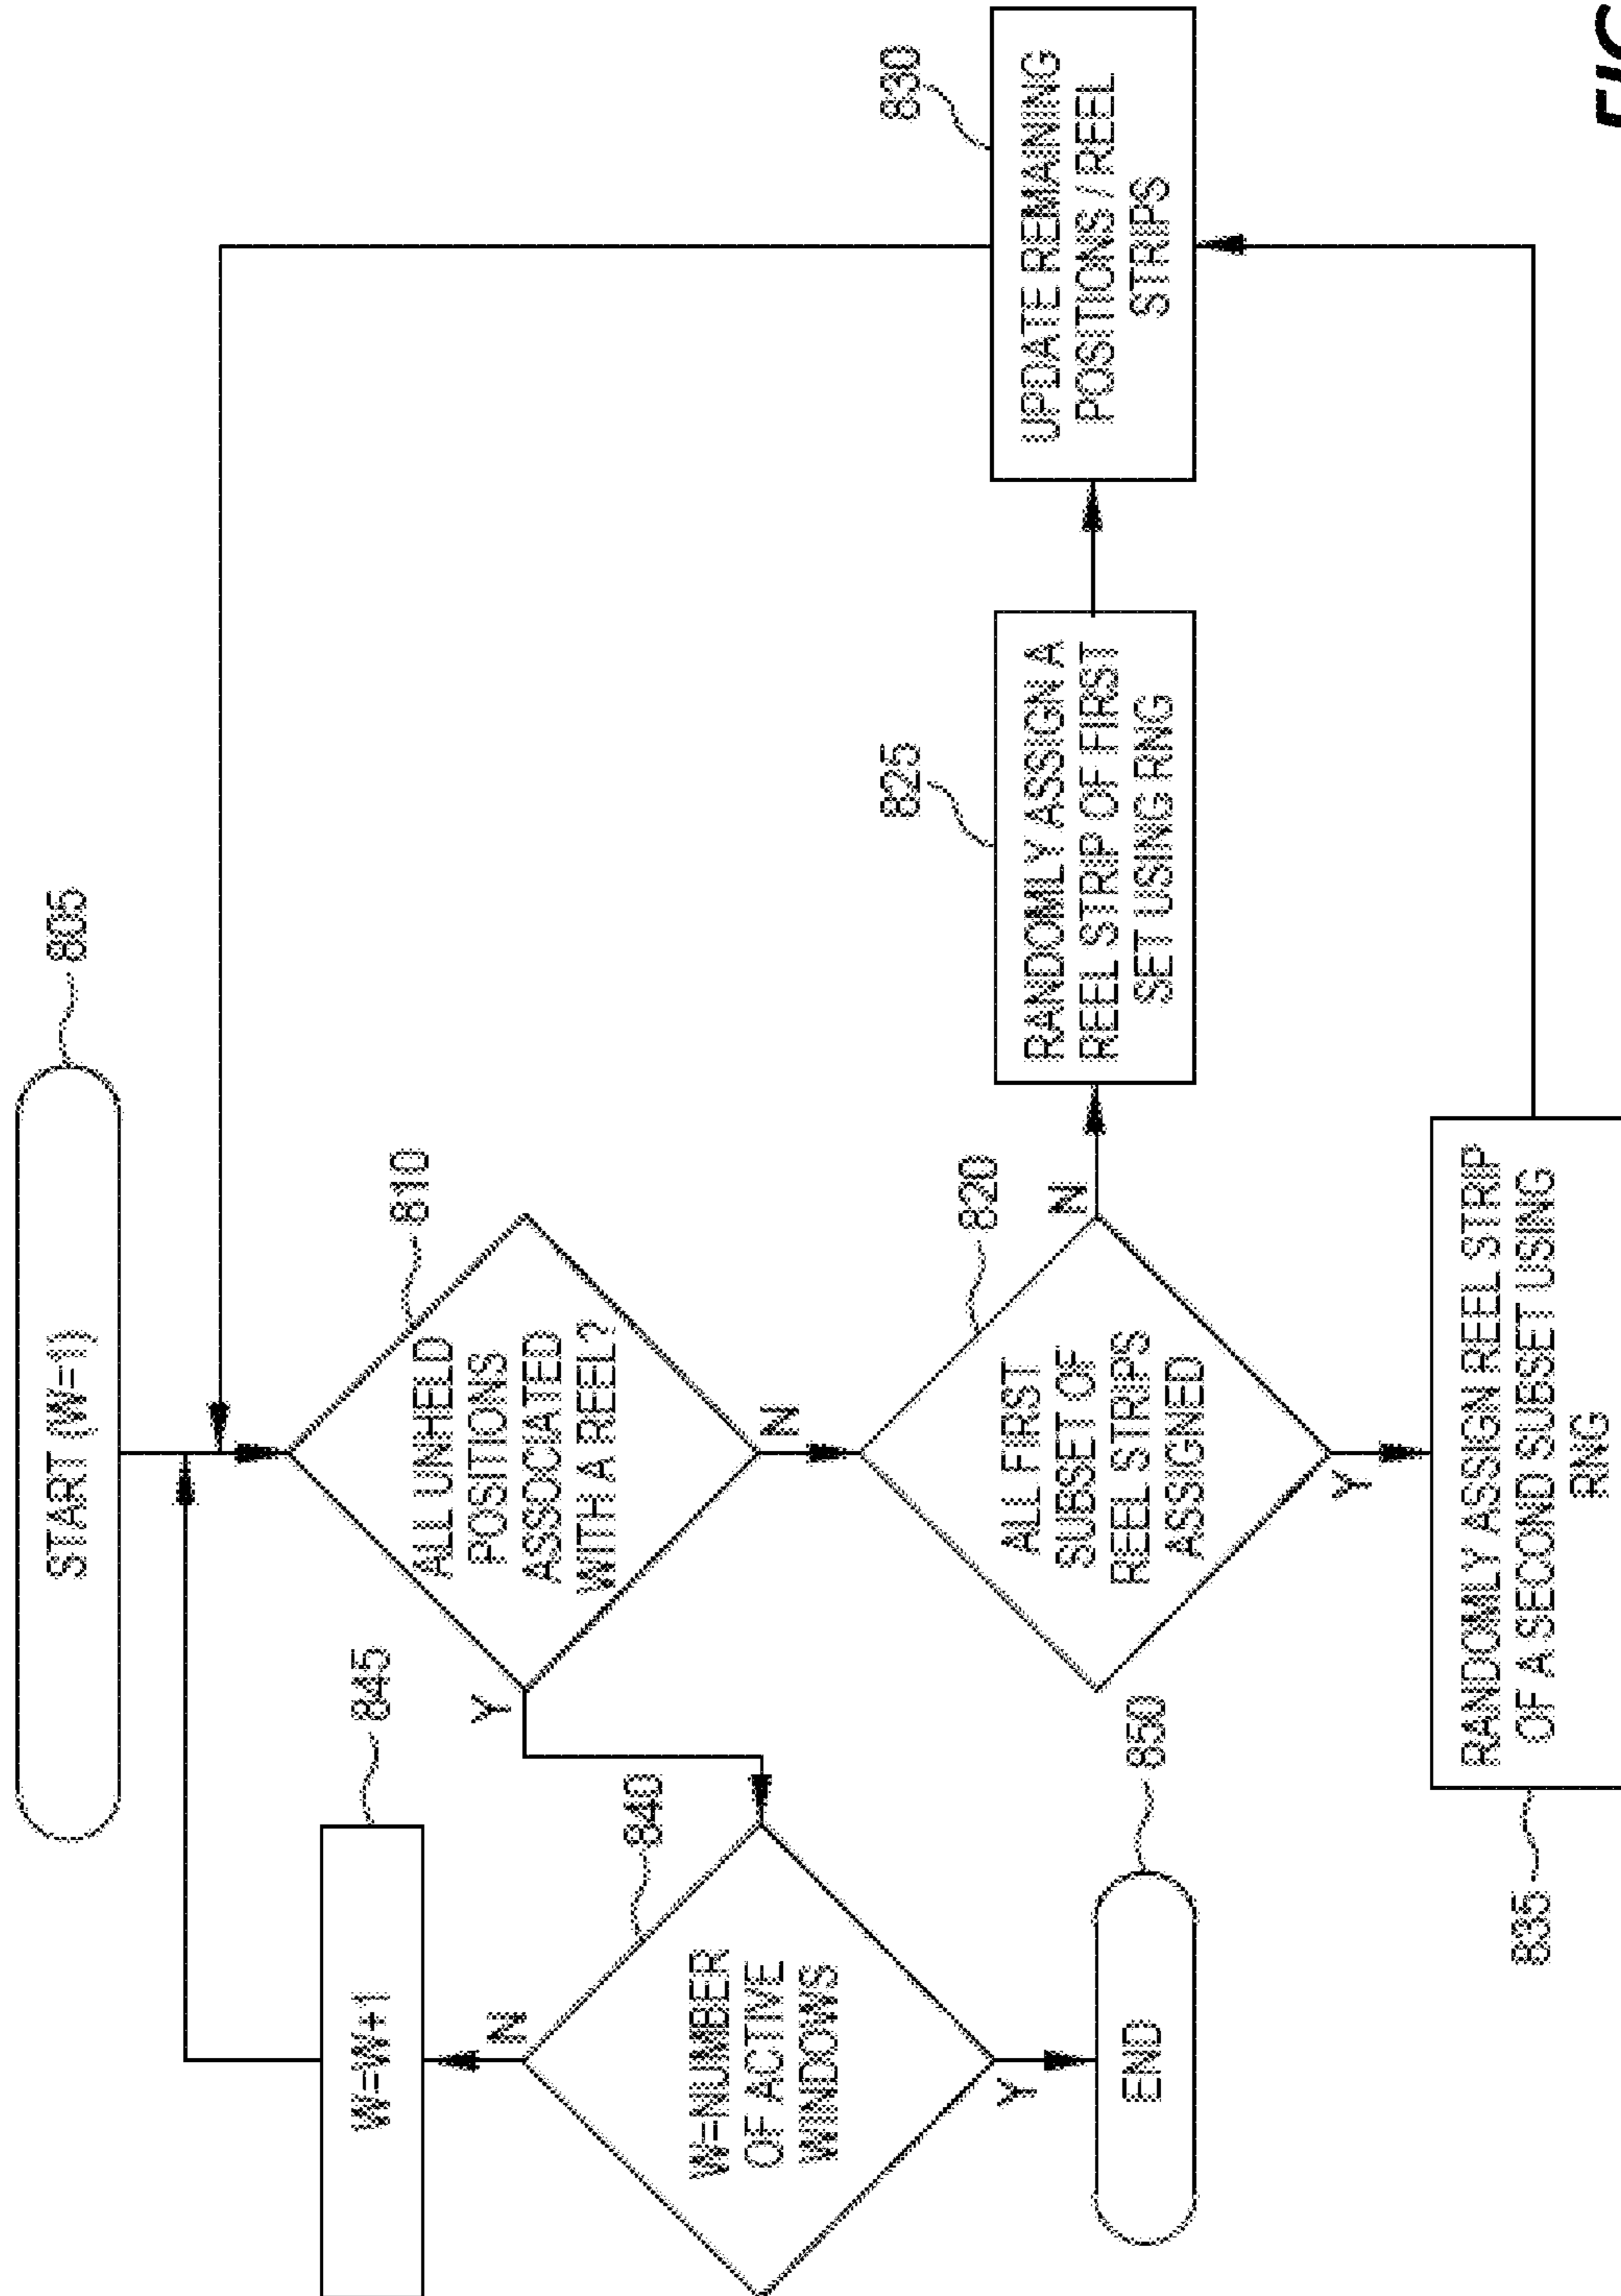 START (W=1)
805
ALL UNHELD
POSITIONS
ASSOCIATED
WITH A REEL?
810
Y
N
W=W+1
845
W=NUMBER
OF ACTIVE
WINDOWS
840
N
Y
END
850
ALL FIRST
SUBSET OF
REEL STRIPS
ASSIGNED
820
N
Y
RANDOMLY ASSIGN A
REEL STRIP OF FIRST
SET USING RNG
825
UPDATE REMAINING
POSITIONS / REEL
STRIPS
830
RANDOMLY ASSIGN REEL STRIP
OF A SECOND SUBSET USING
RNG
835